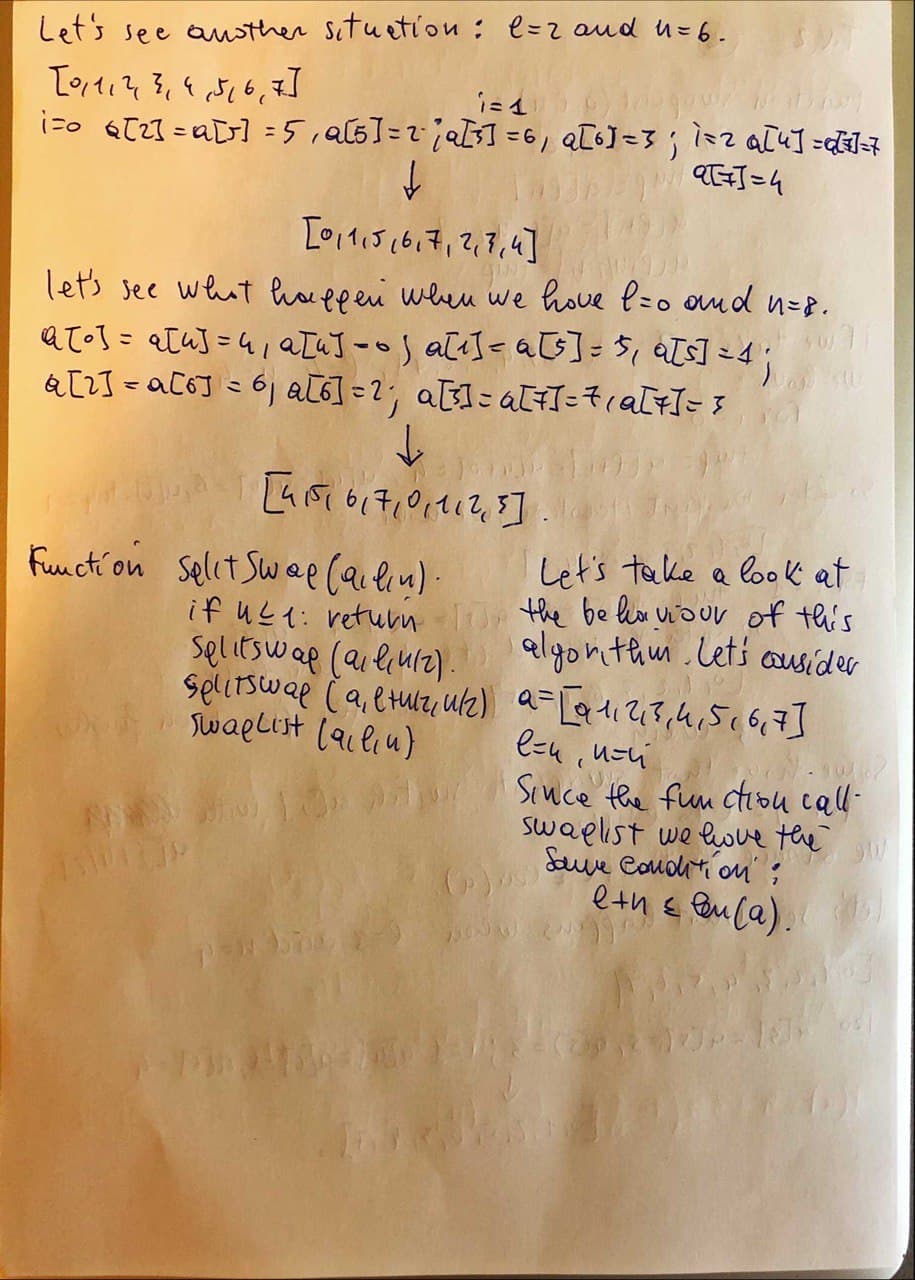 Let's see another situation: l=2 and n=6.
[0,1,2,3,4,5,6,7]
i=1
i=0 a[2]=a[5]=5, a[5]=2; a[3]=6, a[6]=3; i=2 a[4]=a[7]=7
a[7]=4
↓
[0,1,5,6,7,2,3,4]
let's see what happen when we have l=0 and n=8.
a[0]=a[4]=4, a[4]=0; a[1]=a[5]=5, a[5]=1;
a[2]=a[6]=6, a[6]=2; a[3]=a[7]=7, a[7]=3
↓
[4,5,6,7,0,1,2,3].
Function SplitSwap(a,l,n).
if n≤1: return
splitswap(a,l,n/2).
splitswap(a,l+n/2,n/2)
swaplist(a,l,n)
Let's take a look at
the behaviour of this
algorithm. Let's consider
a=[0,1,2,3,4,5,6,7]
l=4, n=4
Since the function call
swaplist we have the
same condition:
l+n ≤ len(a).